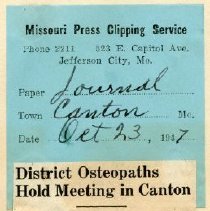 Missouri Press Clipping Service
Phone 2211 523 E. Capitol Ave.
Jefferson City, Mo.
Paper Journal
Town Canton Mo.
Date Oct 23, 1947
District Osteopaths
Hold Meeting in Canton